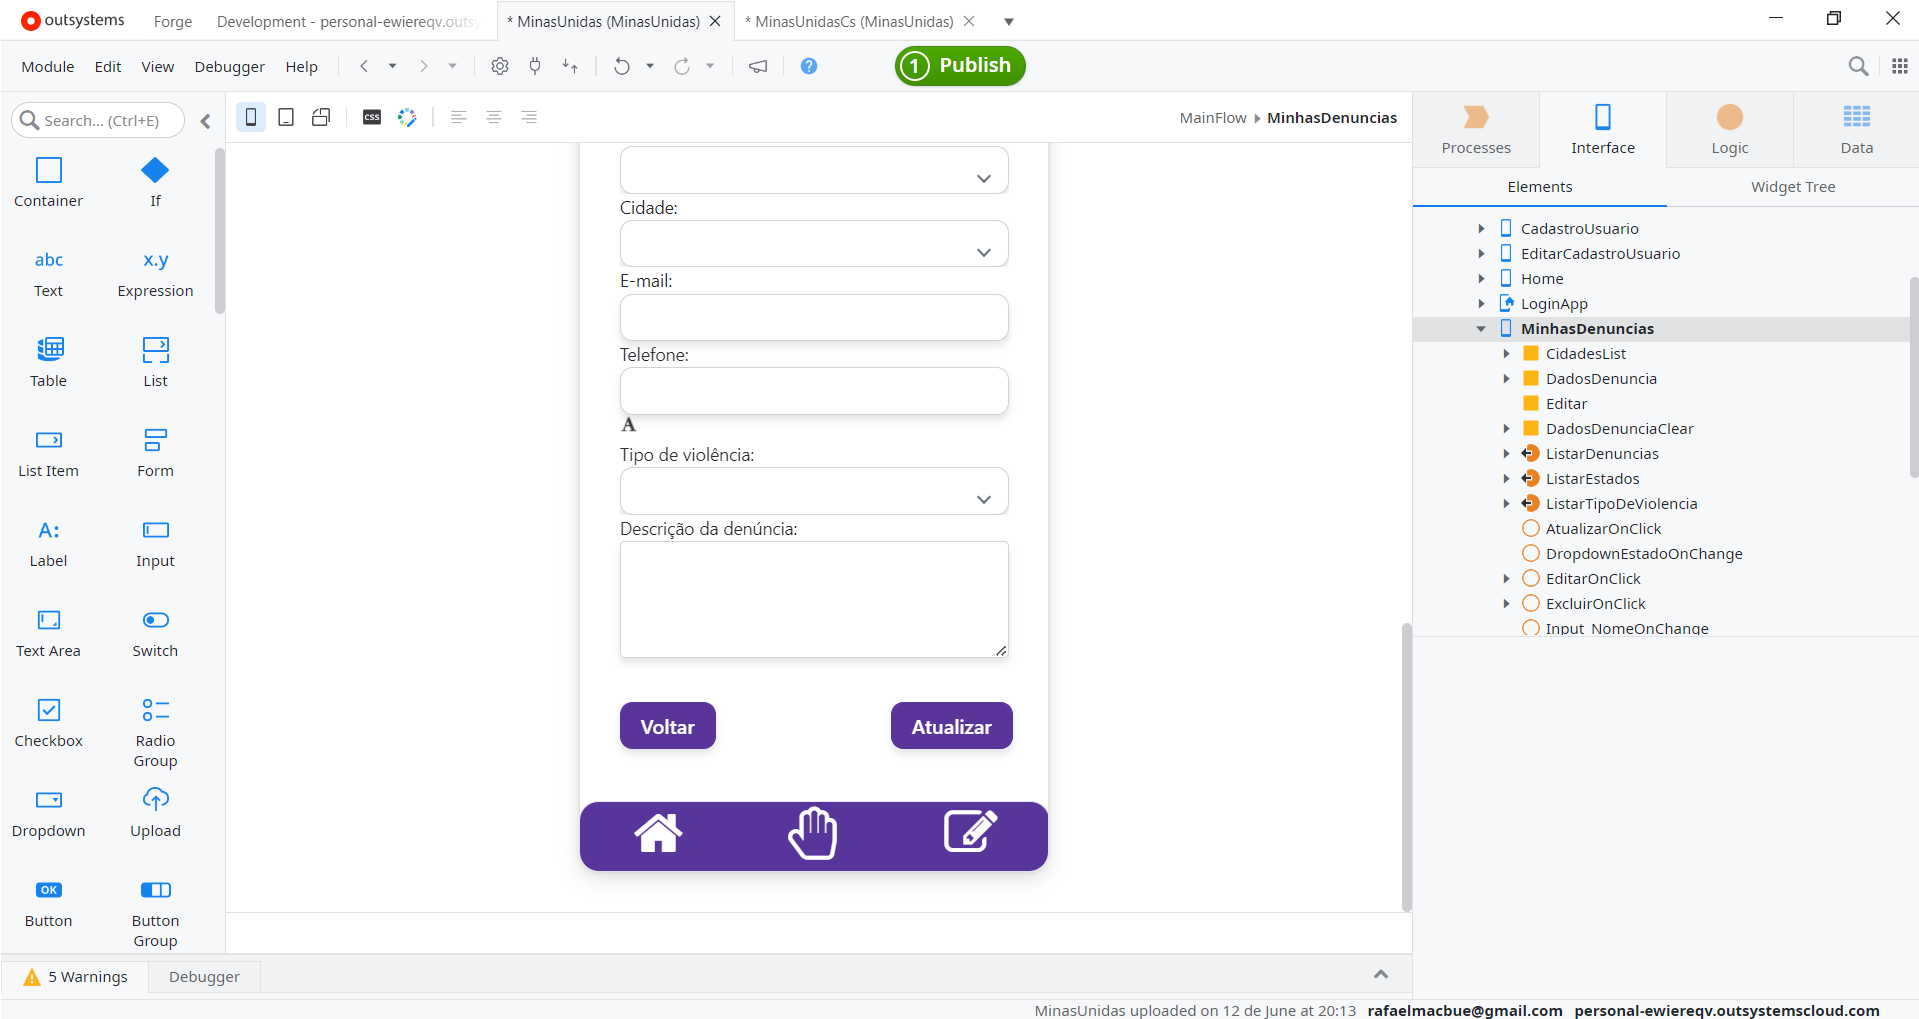 outsystems
Forge
Development - personal-ewiereqv.outsy
* MinasUnidas (MinasUnidas)
* MinasUnidasCs (MinasUnidas)
Module
Edit
View
Debugger
Help
?
1
Publish
Search... (Ctrl+E)
CSS
MainFlow
MinhasDenuncias
Processes
Interface
Logic
Data
Elements
Widget Tree
Container
If
abc
Text
x.y
Expression
Table
List
List Item
Form
A:
Label
Input
Text Area
Switch
Checkbox
Radio
Group
Dropdown
Upload
OK
Button
Button
Group
Cidade:
E-mail:
Telefone:
A
Tipo de violência:
Descrição da denúncia:
Voltar
Atualizar
CadastroUsuario
EditarCadastroUsuario
Home
LoginApp
MinhasDenuncias
CidadesList
DadosDenuncia
Editar
DadosDenunciaClear
ListarDenuncias
ListarEstados
ListarTipoDeViolencia
AtualizarOnClick
DropdownEstadoOnChange
EditarOnClick
ExcluirOnClick
Input_NomeOnChange
5 Warnings
Debugger
MinasUnidas uploaded on 12 de June at 20:13
rafaelmacbue@gmail.com
personal-ewiereqv.outsystemscloud.com